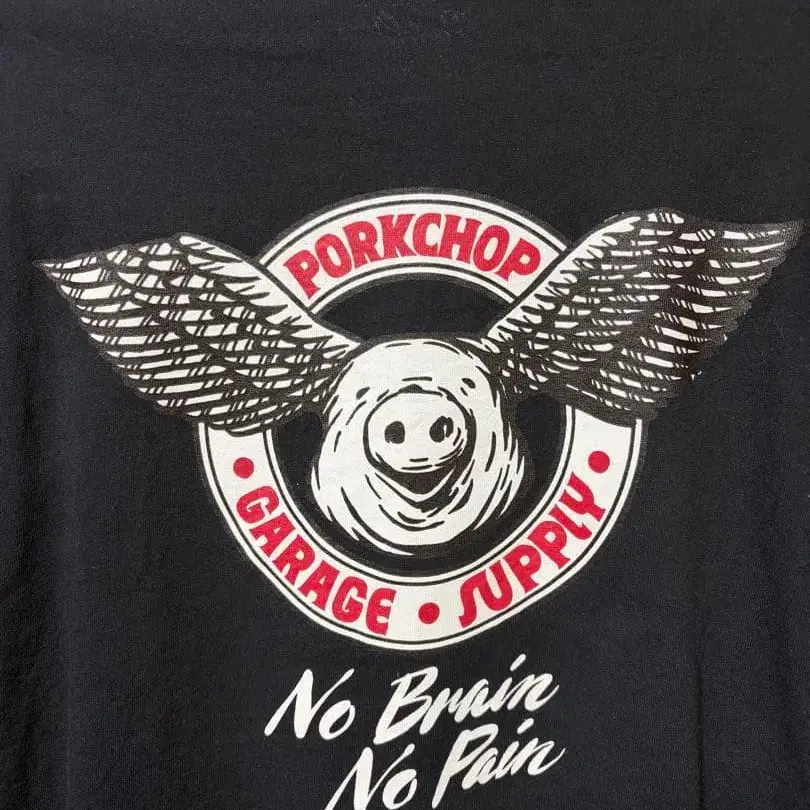 PORKCHOP
• GARAGE • SUPPLY •
No Brain
No Pain